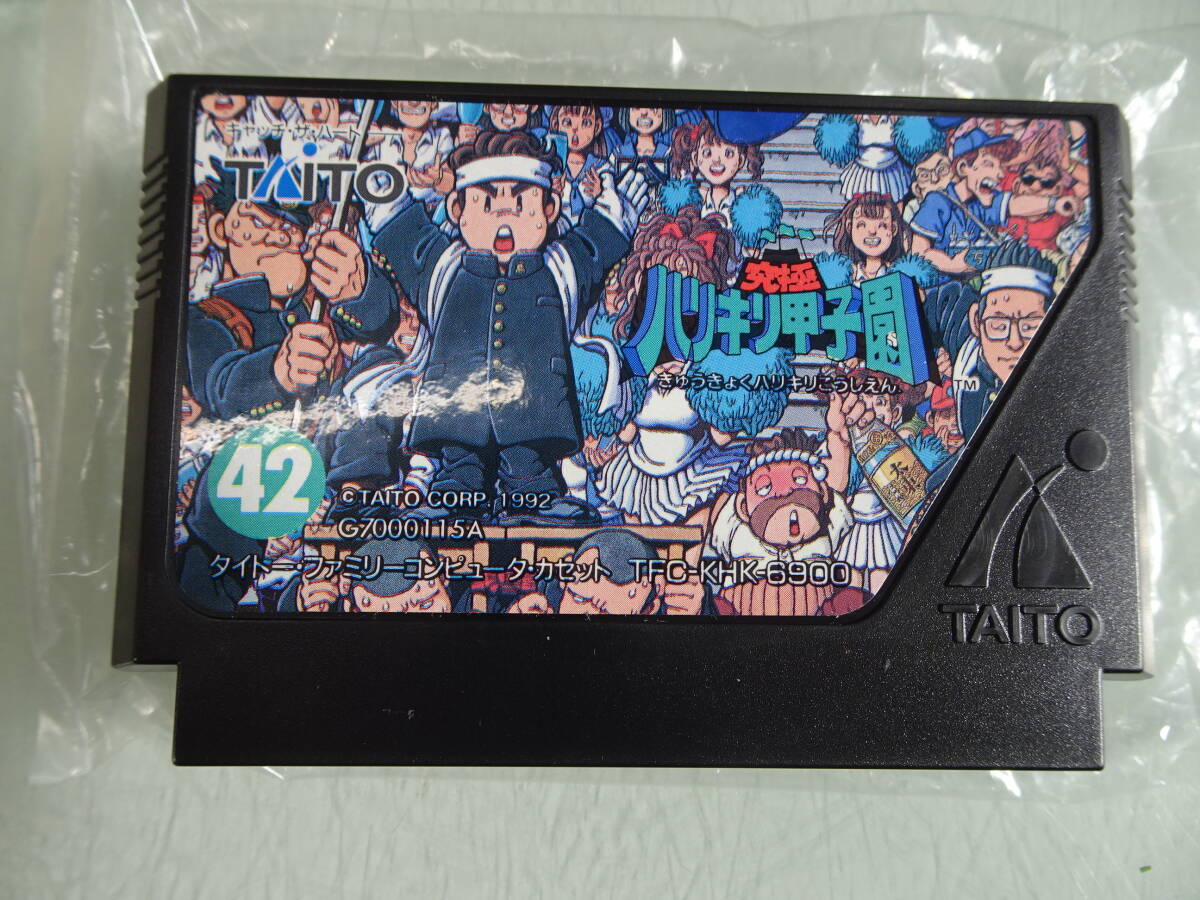 キャッチ・ザ・ハート
TAITO
究極
ハリキリ甲子園
きゅうきょくハリキリこうしえん
TM
42
©TAITO CORP. 1992
G7000115A
タイトー・ファミリーコンピュータ・カセット TFC-KHK-6900
TAITO